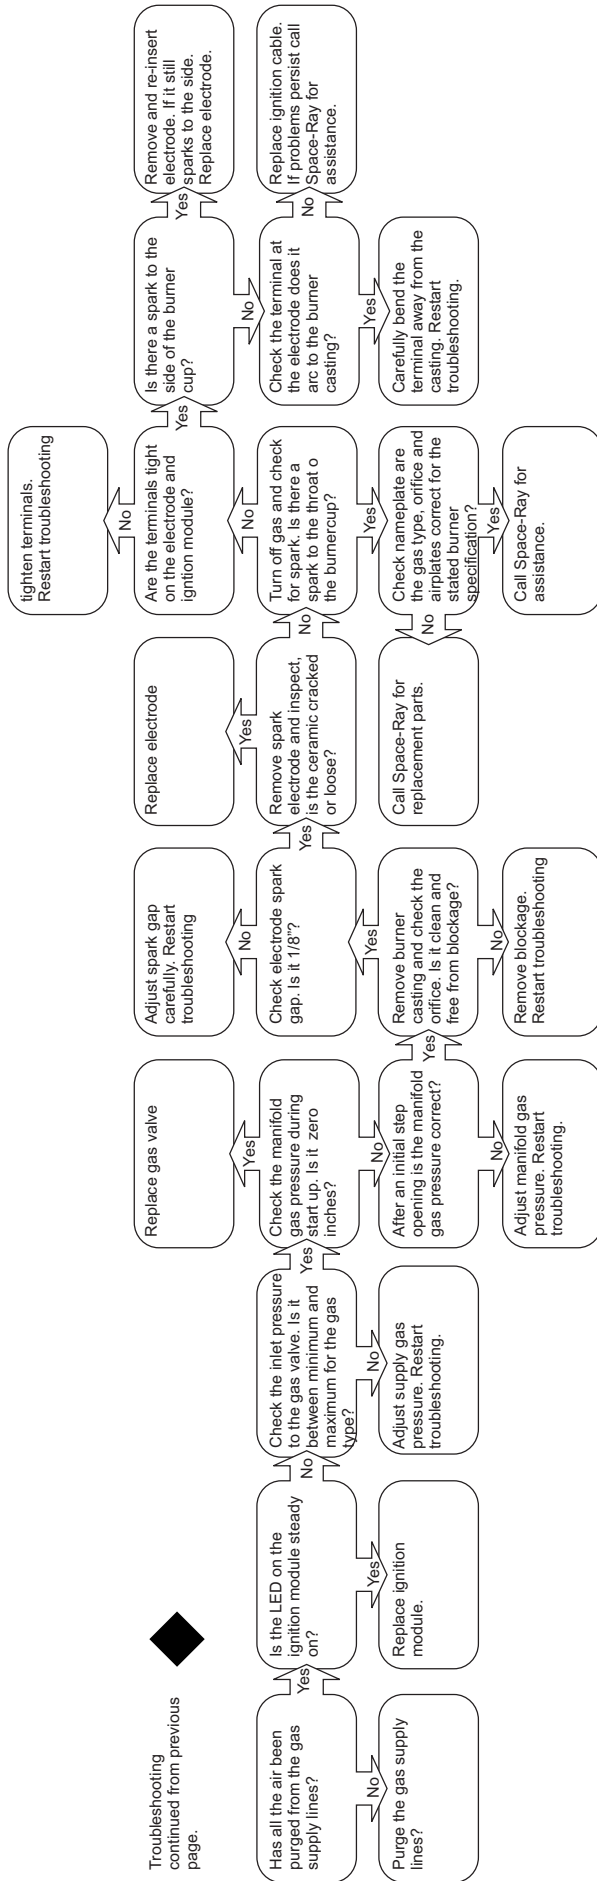 Troubleshooting
continued from previous
page.
Has all the air been
purged from the gas
supply lines?
No
Purge the gas supply
lines?
Yes
Is the LED on the
ignition module steady
on?
Yes
Replace ignition
module.
No
Check the inlet pressure
to the gas valve. Is it
between minimum and
maximum for the gas
type?
No
Adjust supply gas
pressure. Restart
troubleshooting.
Yes
Check the manifold
gas pressure during
start up. Is it zero
inches?
Yes
Replace gas valve
No
After an initial step
opening is the manifold
gas pressure correct?
No
Adjust manifold gas
pressure. Restart
troubleshooting.
Yes
Remove burner
casting and check the
orifice. Is it clean and
free from blockage?
No
Remove blockage.
Restart troubleshooting
Yes
Check electrode spark
gap. Is it 1/8"?
No
Adjust spark gap
carefully. Restart
troubleshooting
Yes
Remove spark
electrode and inspect,
is the ceramic cracked
or loose?
Yes
Replace electrode
No
Turn off gas and check
for spark. Is there a
spark to the throat o
the burnercup?
Yes
Check nameplate are
the gas type, orifice and
airplates correct for the
stated burner
specification?
No
Call Space-Ray for
replacement parts.
Yes
Call Space-Ray for
assistance.
No
Are the terminals tight
on the electrode and
igntion module?
No
tighten terminals.
Restart troubleshooting
Yes
Is there a spark to the
side of the burner
cup?
Yes
Remove and re-insert
electrode. If it still
sparks to the side.
Replace electrode.
No
Check the terminal at
the electrode does it
arc to the burner
casting?
No
Replace ignition cable.
If problems persist call
Space-Ray for
assistance.
Yes
Carefully bend the
terminal away from the
casting. Restart
troubleshooting.